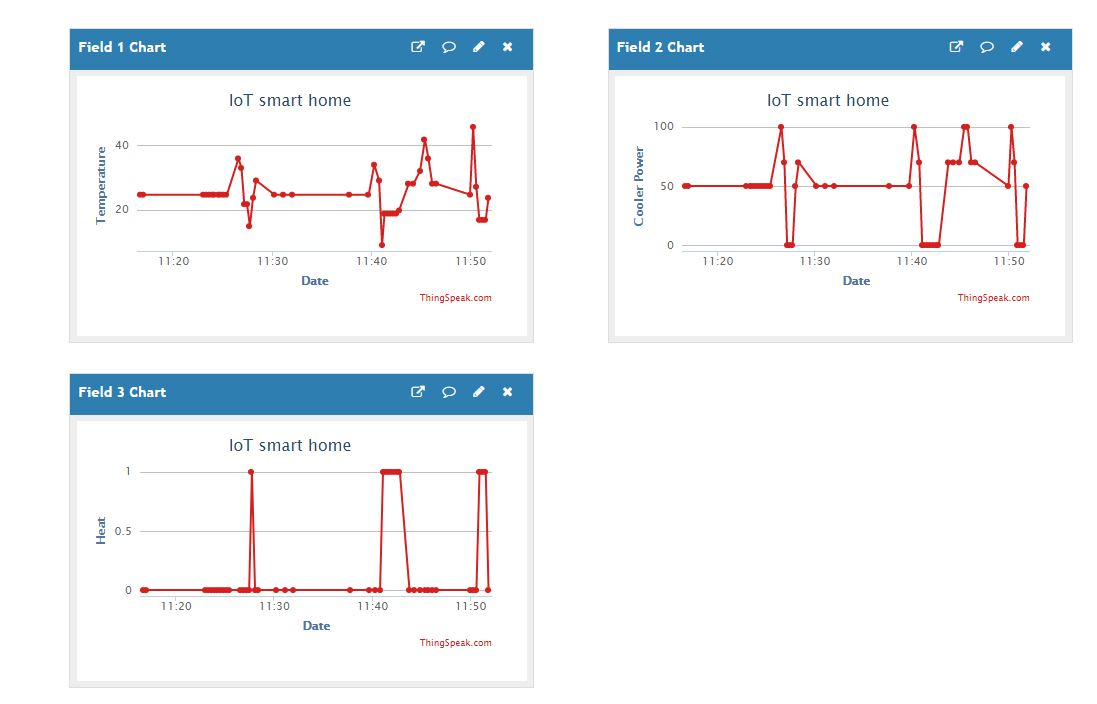 Field 1 Chart
IoT smart home
Temperature
40
20
11:20 11:30 11:40 11:50
Date
ThingSpeak.com
Field 2 Chart
IoT smart home
Cooler Power
100
50
0
11:20 11:30 11:40 11:50
Date
ThingSpeak.com
Field 3 Chart
IoT smart home
Heat
1
0.5
0
11:20 11:30 11:40 11:50
Date
ThingSpeak.com